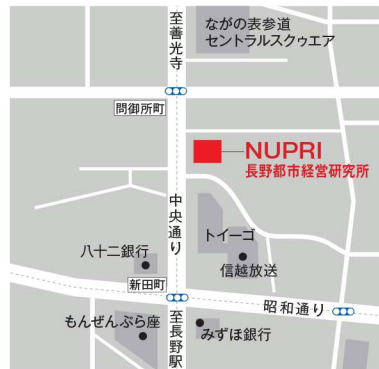 至善光寺
ながの表参道
セントラルスクゥエア
問御所町
NUPRI
長野都市経営研究所
中央通り
トイーゴ
八十二銀行
信越放送
新田町
昭和通り
もんぜんぷら座
至長野駅
みずほ銀行